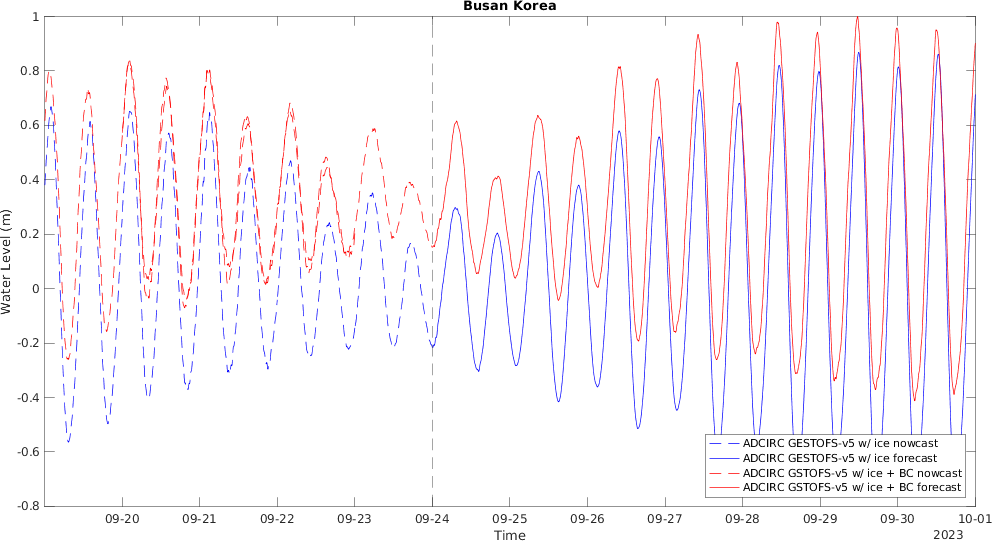 Busan Korea
1
0.8
0.6
0.4
0.2
0
-0.2
-0.4
-0.6
-0.8
Water Level (m)
ADCIRC GESTOFS-v5 w/ ice nowcast
ADCIRC GESTOFS-v5 w/ ice forecast
ADCIRC GSTOFS-v5 w/ ice + BC nowcast
ADCIRC GSTOFS-v5 w/ ice + BC forecast
09-20 09-21 09-22 09-23 09-24 09-25 09-26 09-27 09-28 09-29 09-30 10-01
Time
2023